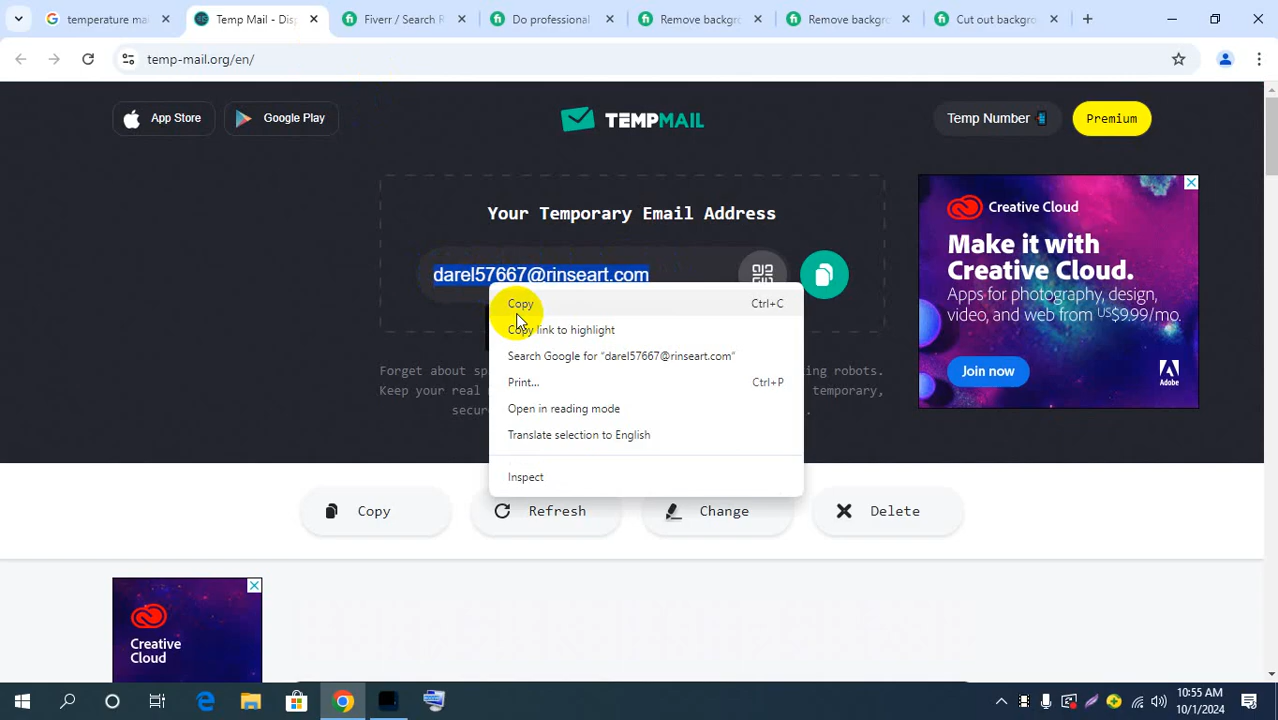 temperature ma
Temp Mail - Dis
Fiverr / Search R
Do professional
Remove backgr
Remove backgr
Cut out backgro
temp-mail.org/en/
App Store
Google Play
TEMPMAIL
Temp Number
Premium
Your Temporary Email Address
darel57667@rinseart.com
Creative Cloud
Make it with
Creative Cloud.
Apps for photography, design,
video, and web from US$9.99/mo.
Join now
Adobe
Copy Ctrl+C
Copy link to highlight
Search Google for "darel57667@rinseart.com"
Print... Ctrl+P
Open in reading mode
Translate selection to English
Inspect
Forget about sp ing robots.
Keep your real temporary,
secur
Copy
Refresh
Change
Delete
Creative
Cloud
10:55 AM
10/1/2024